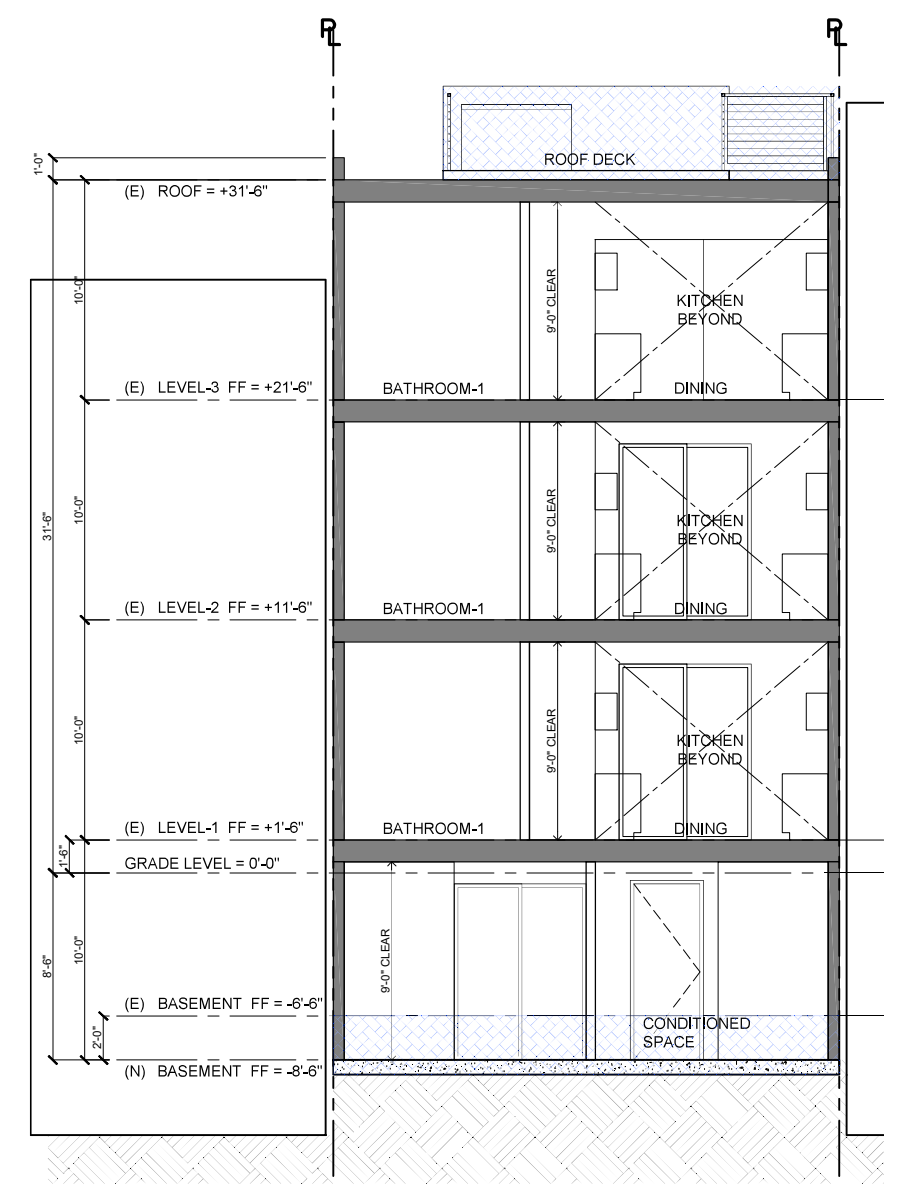 PL PL
ROOF DECK
1'-0"
(E) ROOF = +31'-6"
10'-0"
9'-0" CLEAR
KITCHEN
BEYOND
(E) LEVEL-3 FF = +21'-6"
BATHROOM-1
DINING
31'-6"
10'-0"
9'-0" CLEAR
KITCHEN
BEYOND
(E) LEVEL-2 FF = +11'-6"
BATHROOM-1
DINING
10'-0"
9'-0" CLEAR
KITCHEN
BEYOND
(E) LEVEL-1 FF = +1'-6"
BATHROOM-1
DINING
1'-6"
GRADE LEVEL = 0'-0"
8'-6"
10'-0"
9'-0" CLEAR
(E) BASEMENT FF = -6'-6"
2'-0"
CONDITIONED
SPACE
(N) BASEMENT FF = -8'-6"